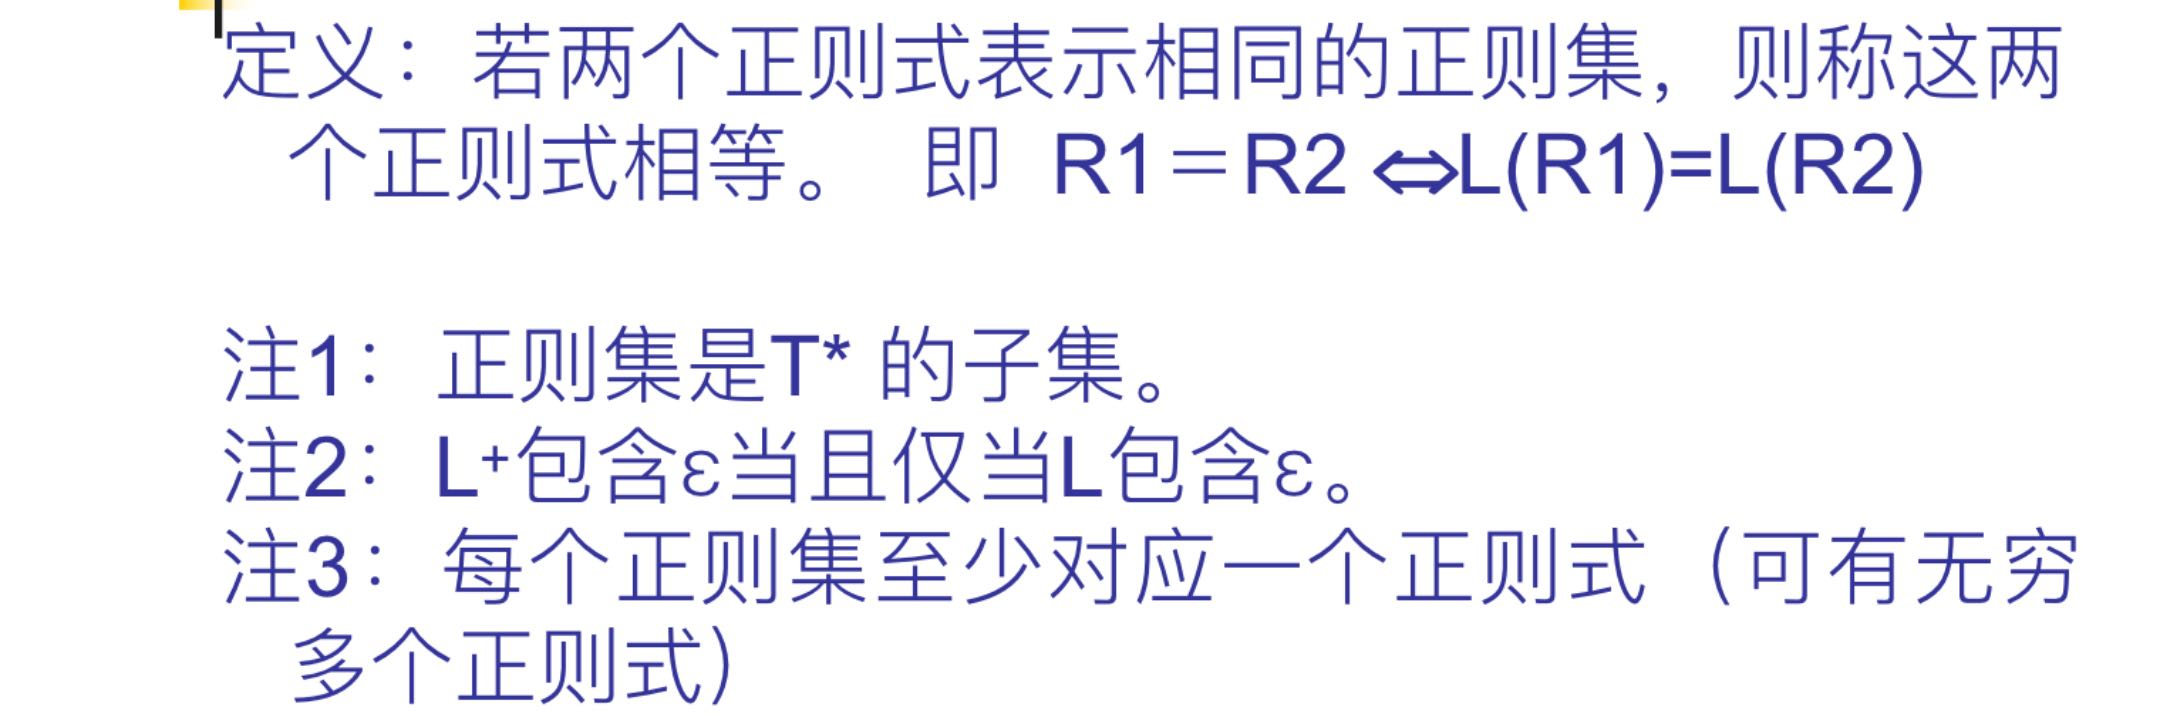 定义：若两个正则式表示相同的正则集，则称这两
个正则式相等。 即 R1＝R2 ⇔L(R1)=L(R2)
注1：正则集是T* 的子集。
注2：L⁺包含ε当且仅当L包含ε。
注3：每个正则集至少对应一个正则式（可有无穷
多个正则式）